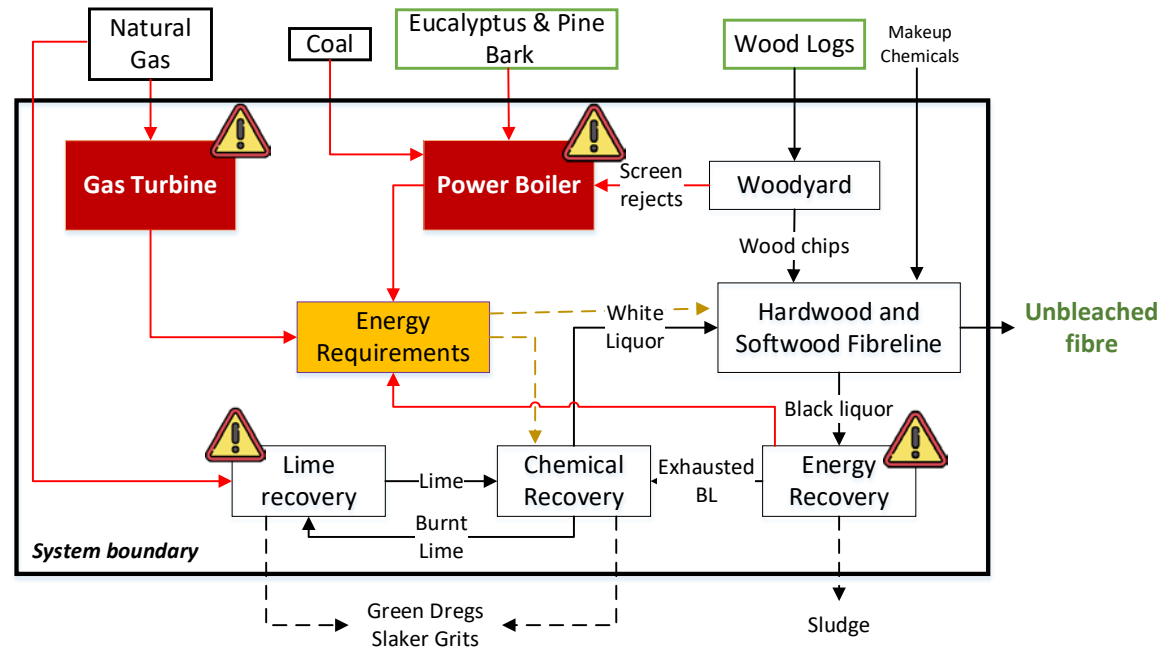 Natural
Gas
Coal
Eucalyptus & Pine
Bark
Wood Logs
Makeup
Chemicals
Gas Turbine
Power Boiler
Screen
rejects
Woodyard
Wood chips
Energy
Requirements
White
Liquor
Hardwood and
Softwood Fibreline
Unbleached
fibre
Black liquor
Lime
recovery
Lime
Chemical
Recovery
Exhausted
BL
Energy
Recovery
Burnt
Lime
System boundary
Green Dregs
Slaker Grits
Sludge